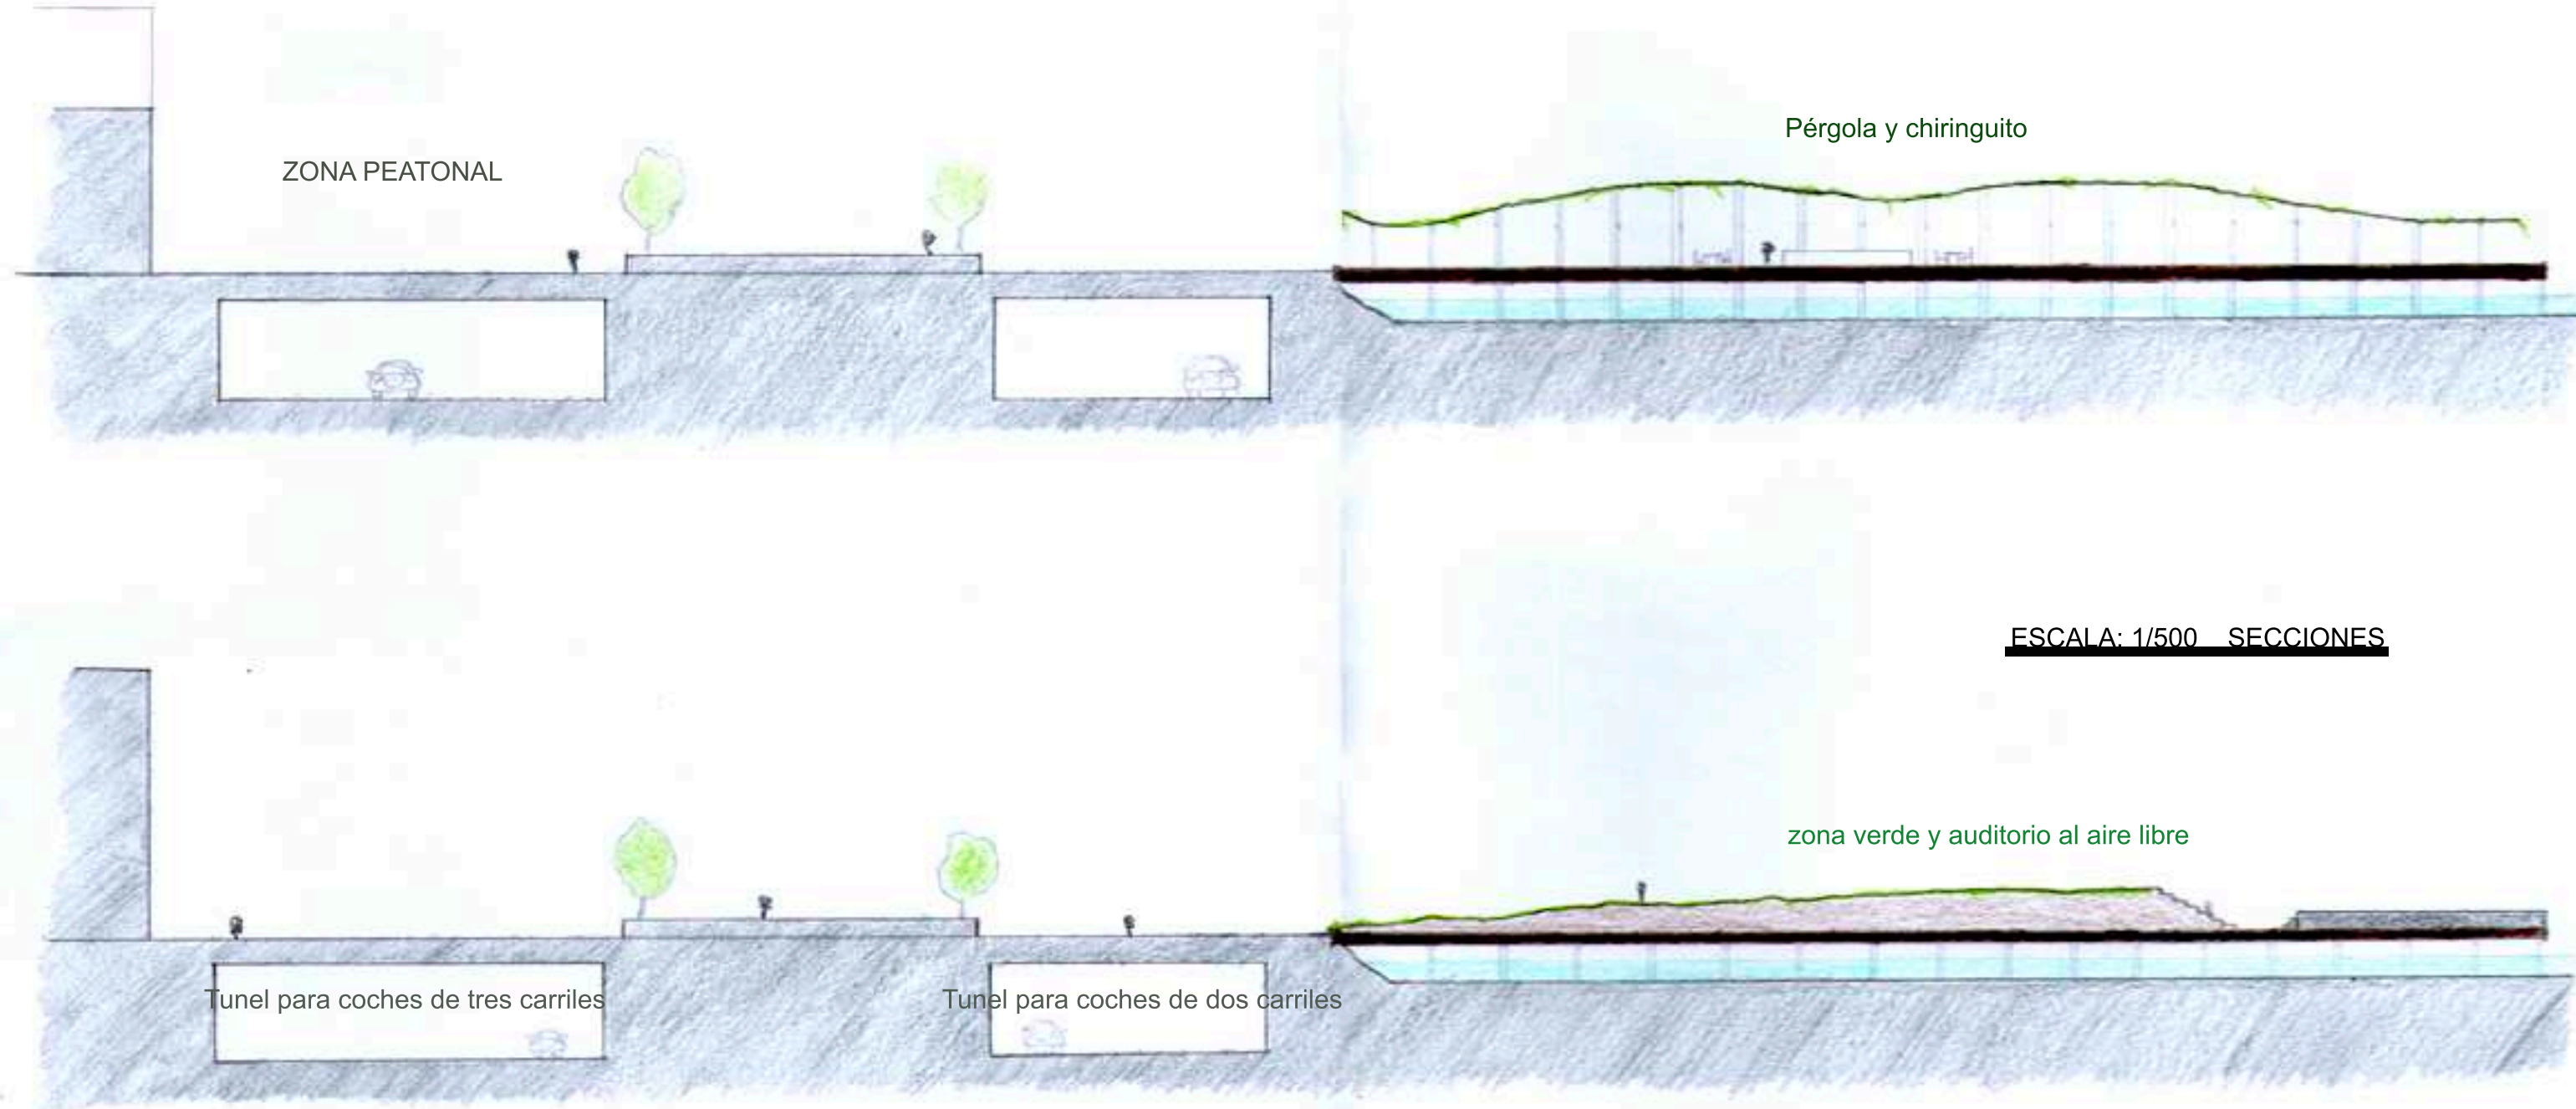 Pérgola y chiringuito
ZONA PEATONAL
ESCALA: 1/500 SECCIONES
zona verde y auditorio al aire libre
Tunel para coches de tres carriles
Tunel para coches de dos carriles